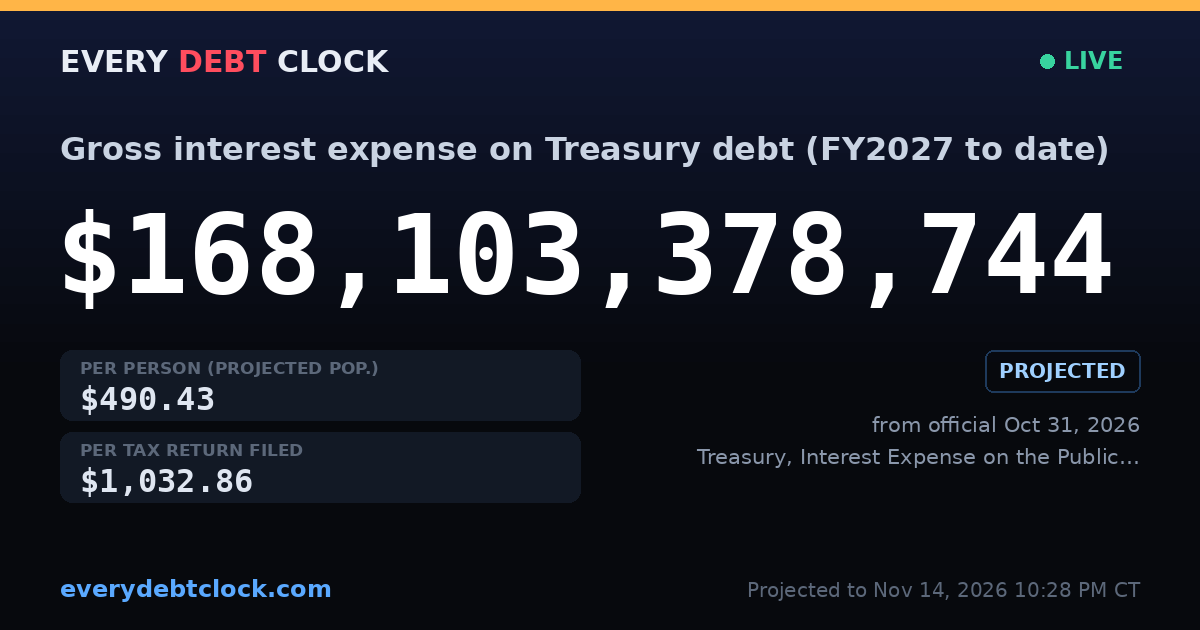 EVERY DEBT CLOCK
LIVE
Gross interest expense on Treasury debt (FY2027 to date)
$168,103,378,744
PER PERSON (PROJECTED POP.)
$490.43
PER TAX RETURN FILED
$1,032.86
PROJECTED
from official Oct 31, 2026
Treasury, Interest Expense on the Public…
everydebtclock.com
Projected to Nov 14, 2026 10:28 PM CT